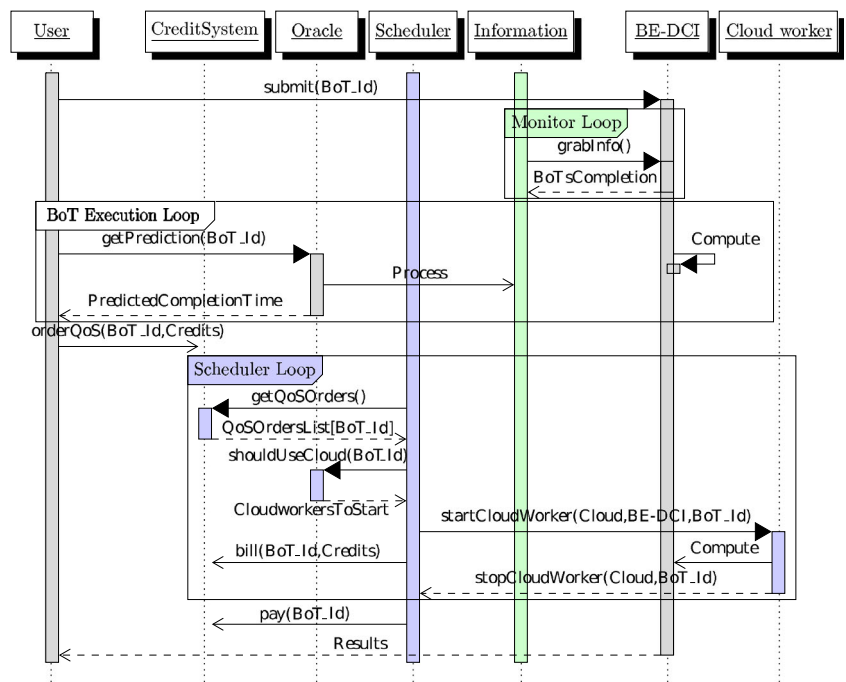 User
CreditSystem
Oracle
Scheduler
Information
BE-DCI
Cloud worker
submit(BoT_Id)
Monitor Loop
grabInfo()
BoTsCompletion
BoT Execution Loop
getPrediction(BoT_Id)
Compute
Process
PredictedCompletionTime
orderQoS(BoT_Id,Credits)
Scheduler Loop
getQoSOrders()
QoSOrdersList[BoT_Id]
shouldUseCloud(BoT_Id)
CloudworkersToStart
startCloudWorker(Cloud,BE-DCI,BoT_Id)
bill(BoT_Id,Credits)
Compute
stopCloudWorker(Cloud,BoT_Id)
pay(BoT_Id)
Results